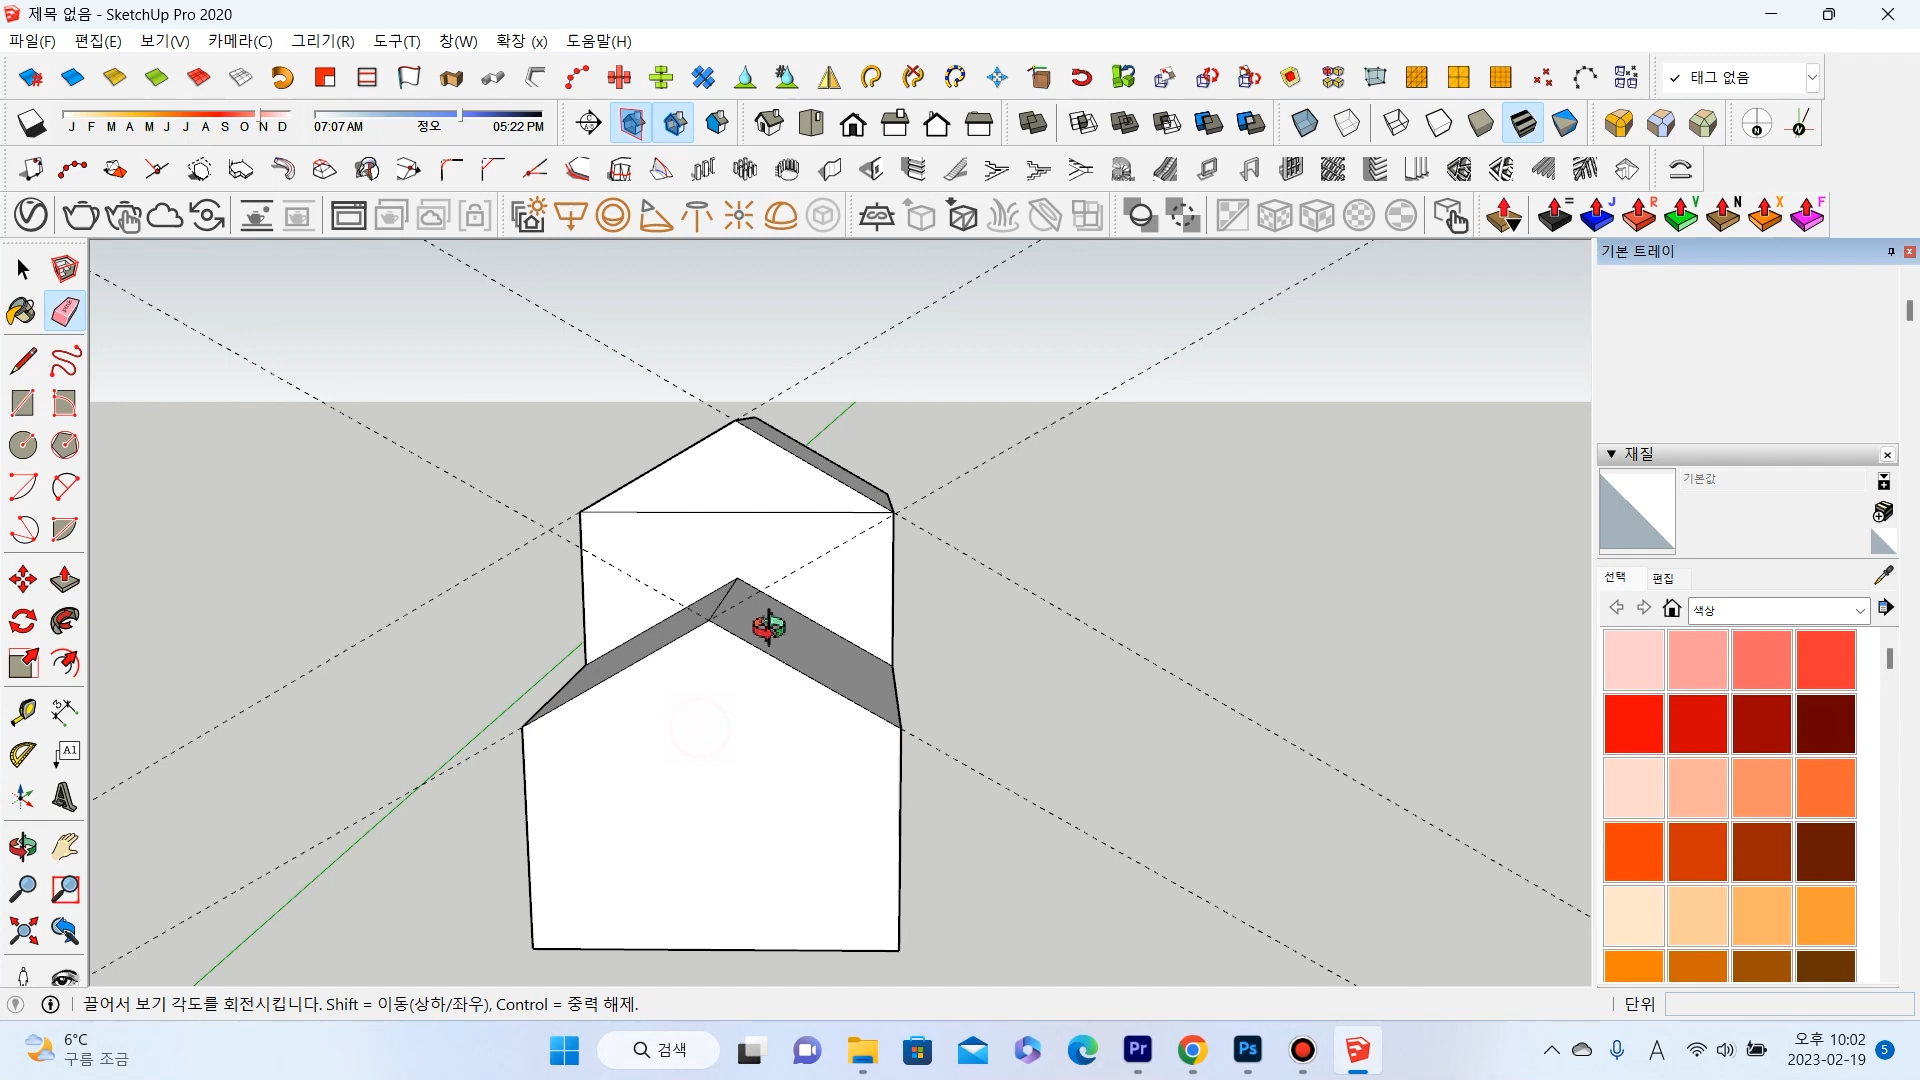 제목 없음 - SketchUp Pro 2020
파일(F) 편집(E) 보기(V) 카메라(C) 그리기(R) 도구(T) 창(W) 확장 (x) 도움말(H)
태그 없음
J F M A M J J A S O N D
07:07 AM 정오 05:22 PM
= J R V N X F
기본 트레이
재질
기본값
선택 편집
색상
A1
끌어서 보기 각도를 회전시킵니다. Shift = 이동(상하/좌우), Control = 중력 해제.
단위
6°C
구름 조금
검색
Pr
Ps
A
오후 10:02
2023-02-19
5